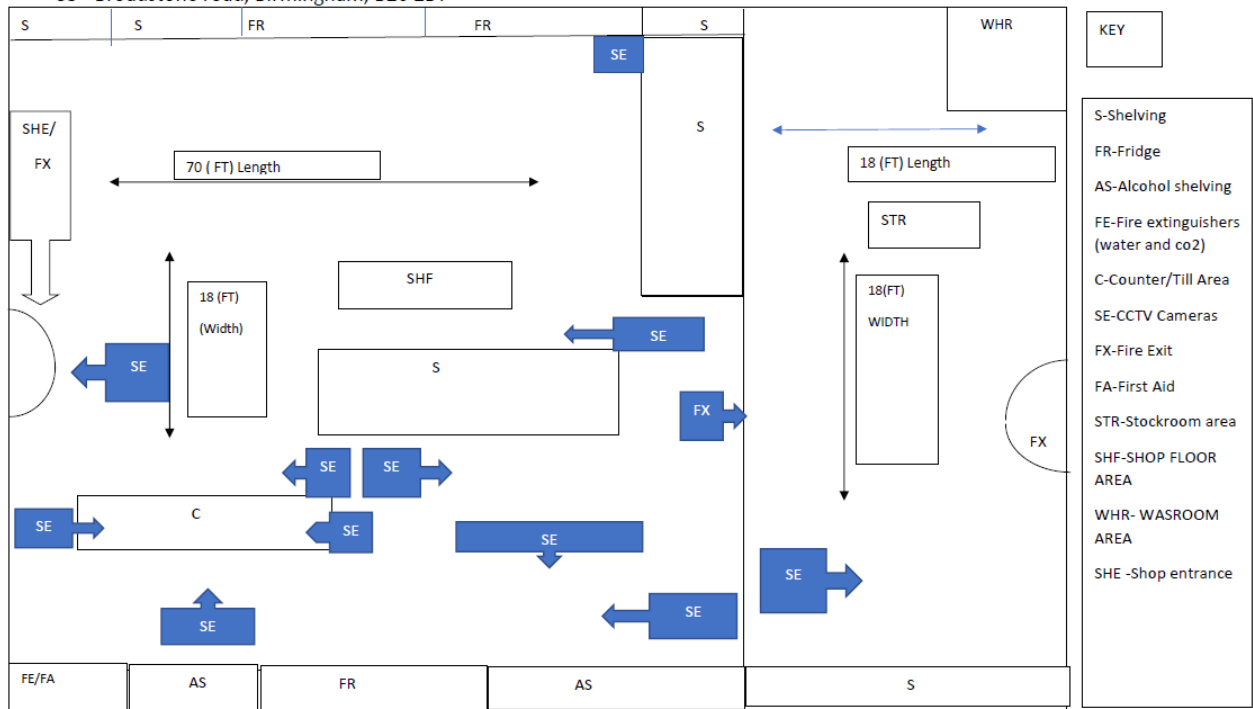 Broadstone road, Birmingham,
S S FR FR S WHR KEY
SE
SHE/
FX
S
70 ( FT) Length
18 (FT) Length
STR
SHF
18 (FT)
(Width)
18(FT)
WIDTH
SE
SE
S
FX
FX
SE SE
C
SE
SE
SE
SE
SE
SE
FE/FA AS FR AS S
S-Shelving
FR-Fridge
AS-Alcohol shelving
FE-Fire extinguishers
(water and co2)
C-Counter/Till Area
SE-CCTV Cameras
FX-Fire Exit
FA-First Aid
STR-Stockroom area
SHF-SHOP FLOOR
AREA
WHR- WASROOM
AREA
SHE -Shop entrance